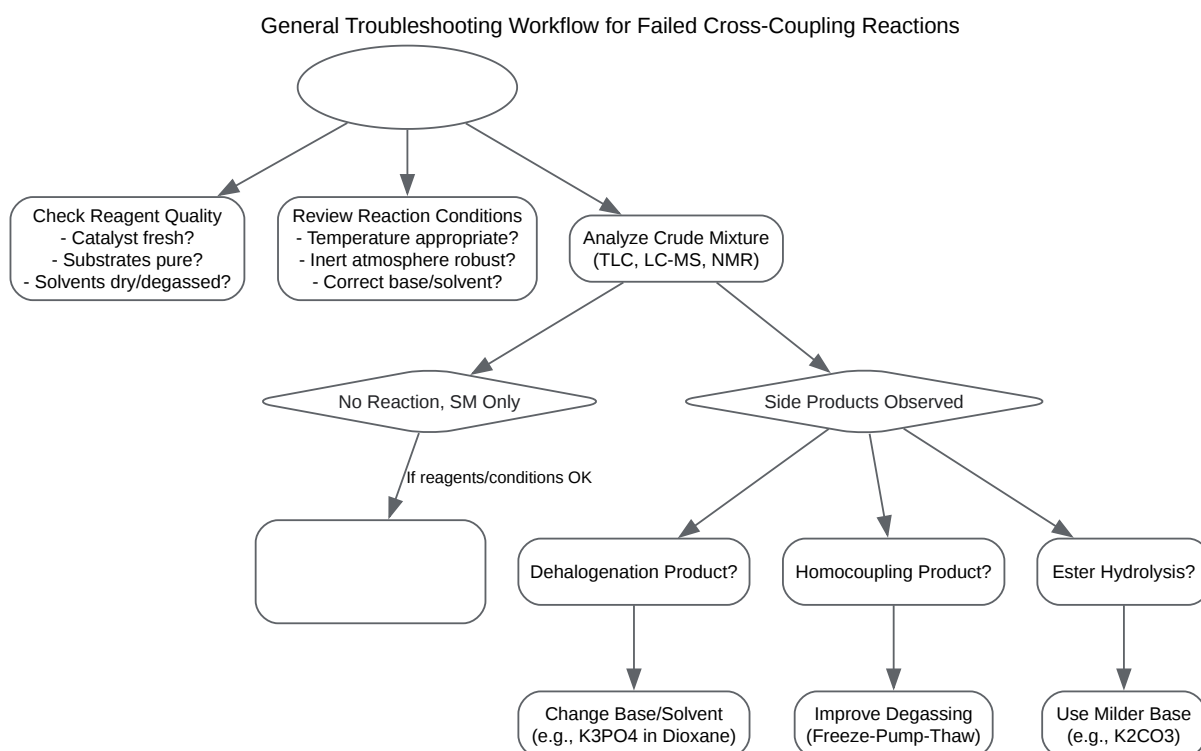 General Troubleshooting Workflow for Failed Cross-Coupling Reactions
Check Reagent Quality
- Catalyst fresh?
- Substrates pure?
- Solvents dry/degassed?
Review Reaction Conditions
- Temperature appropriate?
- Inert atmosphere robust?
- Correct base/solvent?
Analyze Crude Mixture
(TLC, LC-MS, NMR)
No Reaction, SM Only
Side Products Observed
If reagents/conditions OK
Dehalogenation Product?
Homocoupling Product?
Ester Hydrolysis?
Change Base/Solvent
(e.g., K3PO4 in Dioxane)
Improve Degassing
(Freeze-Pump-Thaw)
Use Milder Base
(e.g., K2CO3)